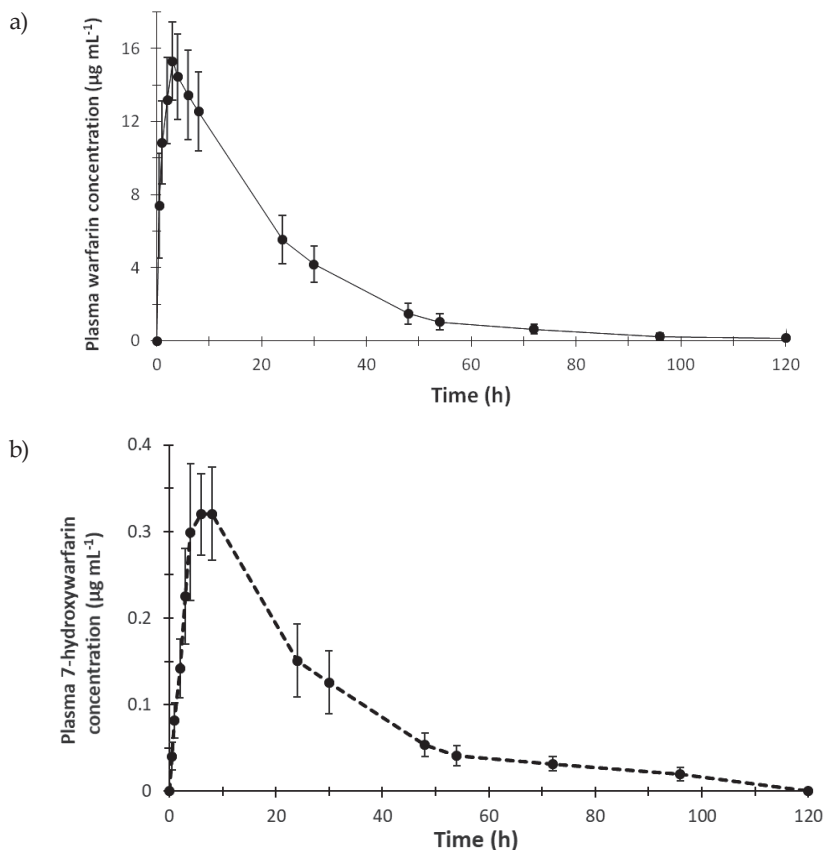 a)
Plasma warfarin concentration (µg mL-1)
16
12
8
4
0
0 20 40 60 80 100 120
Time (h)
b)
Plasma 7-hydroxywarfarin
concentration (µg mL-1)
0.4
0.3
0.2
0.1
0
0 20 40 60 80 100 120
Time (h)